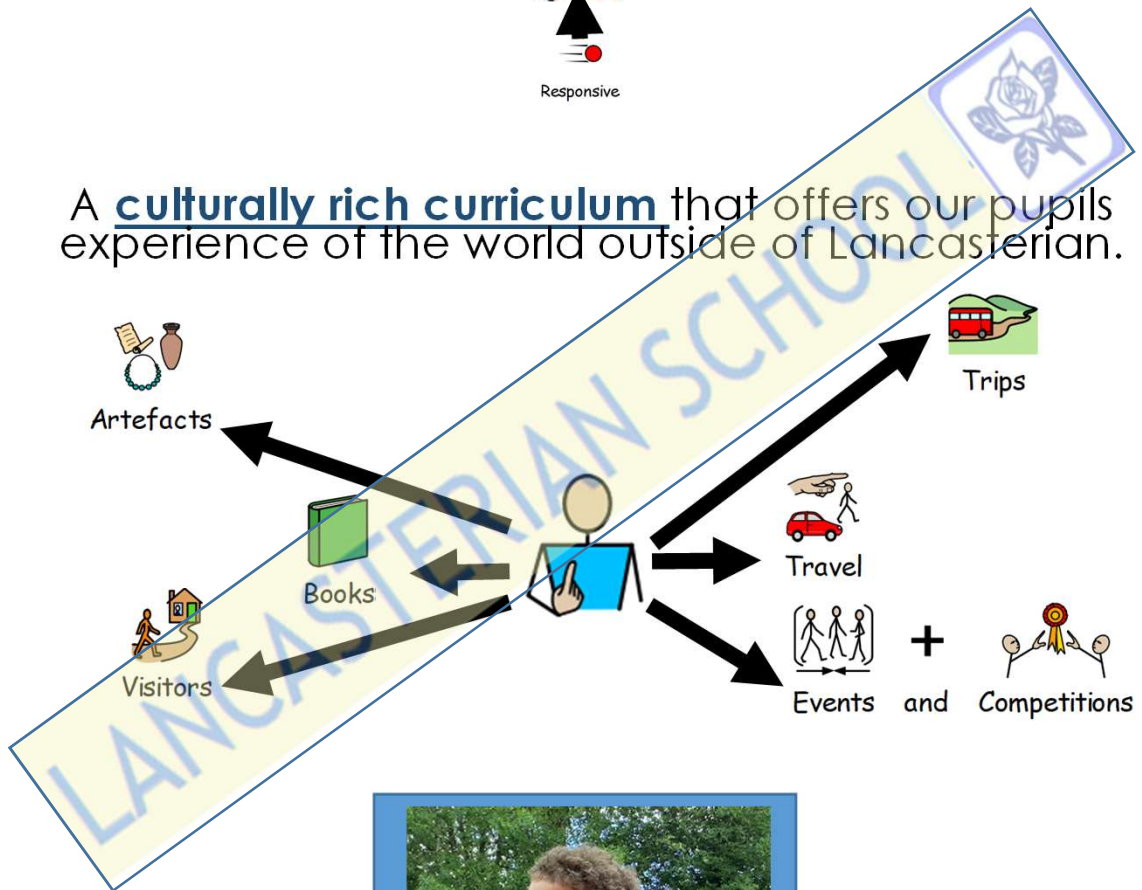 Responsive
A culturally rich curriculum that offers our pupils
experience of the world outside of Lancasterian.
Artefacts
Trips
Books
Travel
Visitors
Events and Competitions
LANCASTERIAN SCHOOL